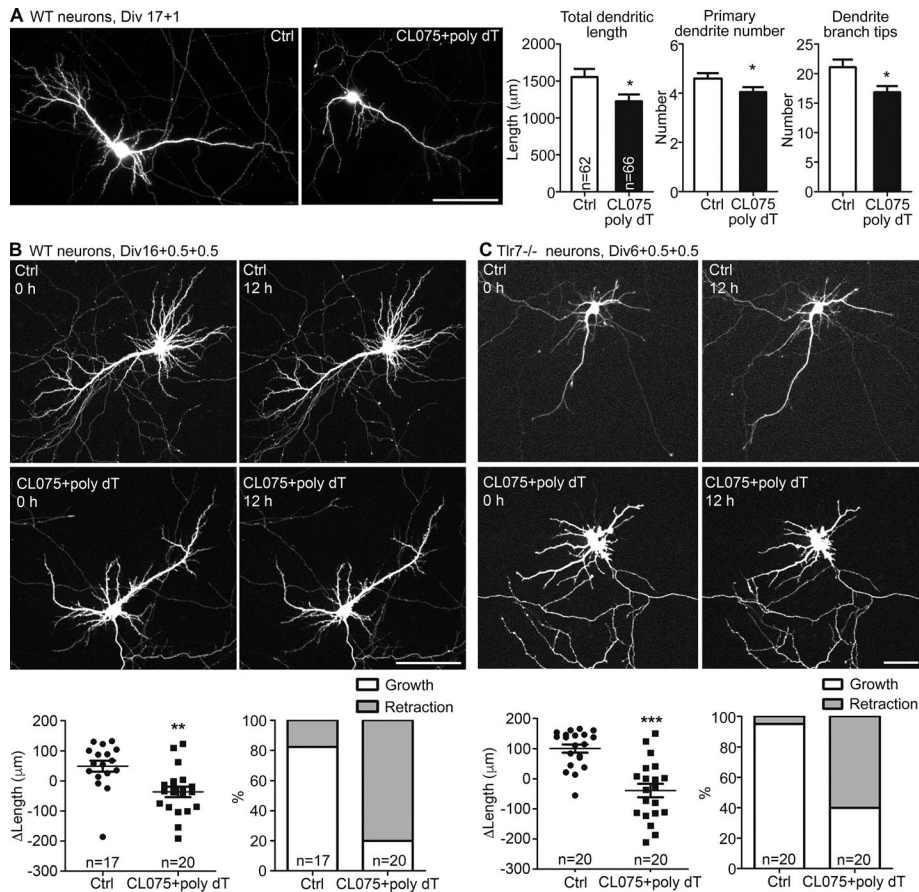 A WT neurons, Div 17+1
Ctrl
CL075+poly dT
Total dendritic
length
Length (µm)
2000
1500
1000
500
0
*
n=62
n=66
Ctrl
CL075
poly dT
Primary
dendrite number
Number
6
4
2
0
*
Ctrl
CL075
poly dT
Dendrite
branch tips
Number
25
20
15
10
5
0
*
Ctrl
CL075
poly dT
B WT neurons, Div16+0.5+0.5
Ctrl
0 h
Ctrl
12 h
CL075+poly dT
0 h
CL075+poly dT
12 h
C Tlr7-/- neurons, Div6+0.5+0.5
Ctrl
0 h
Ctrl
12 h
CL075+poly dT
0 h
CL075+poly dT
12 h
ΔLength (µm)
200
100
0
-100
-200
-300
**
n=17
n=20
Ctrl
CL075+poly dT
Growth
Retraction
%
100
80
60
40
20
0
n=17
n=20
Ctrl
CL075+poly dT
ΔLength (µm)
200
100
0
-100
-200
-300
***
n=20
n=20
Ctrl
CL075+poly dT
Growth
Retraction
%
100
80
60
40
20
0
n=20
n=20
Ctrl
CL075+poly dT